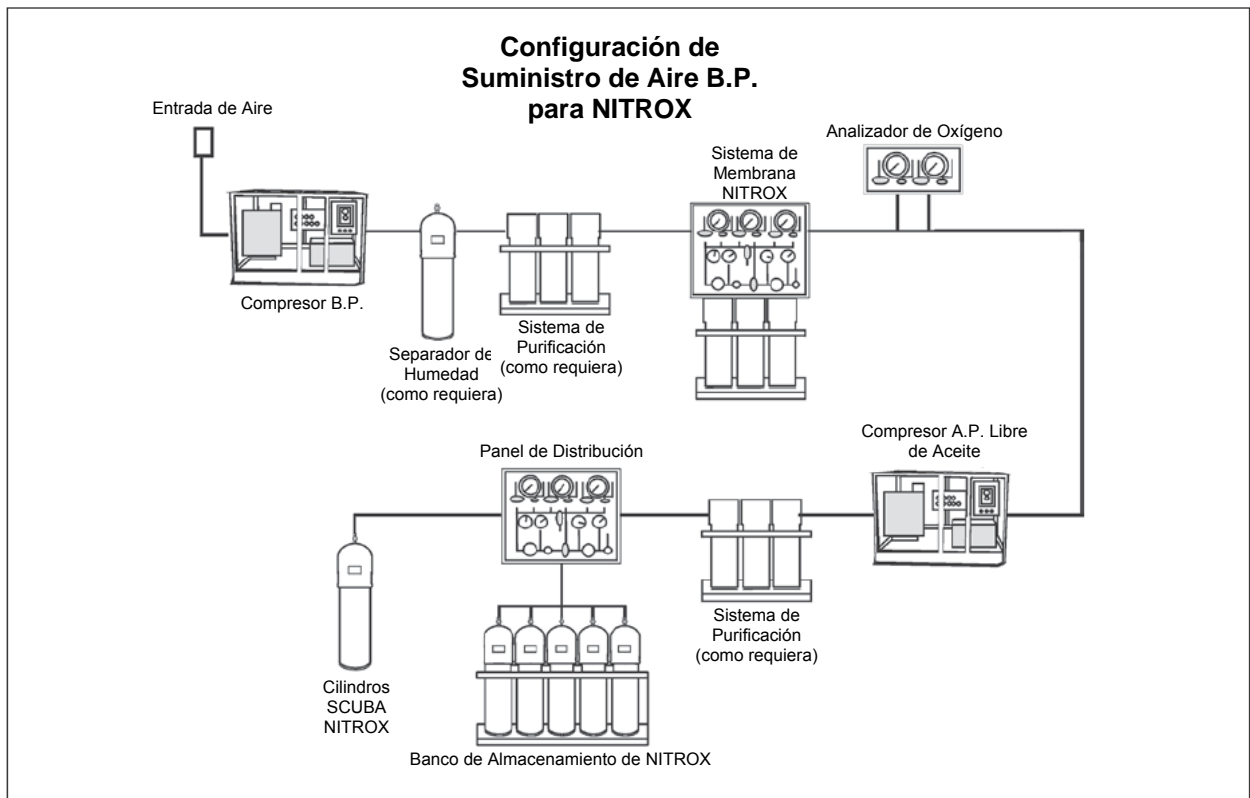 Configuración de
Suministro de Aire B.P.
para NITROX
Entrada de Aire
Analizador de Oxígeno
Sistema de
Membrana
NITROX
Compresor B.P.
Separador de
Humedad
(como requiera)
Sistema de
Purificación
(como requiera)
Compresor A.P. Libre
de Aceite
Panel de Distribución
Sistema de
Purificación
(como requiera)
Cilindros
SCUBA
NITROX
Banco de Almacenamiento de NITROX